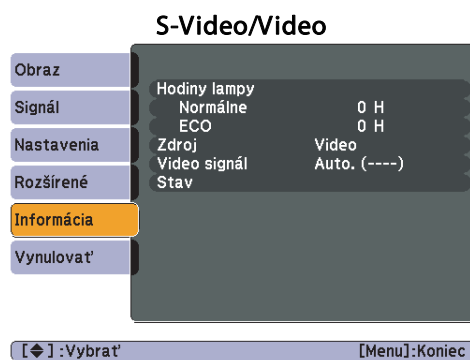 S-Video/Video
Obraz
Signál
Nastavenia
Rozšírené
Informácia
Vynulovať
Hodiny lampy
Normálne 0 H
ECO 0 H
Zdroj Video
Video signál Auto. (----)
Stav
[◆] :Vybrať [Menu]:Koniec